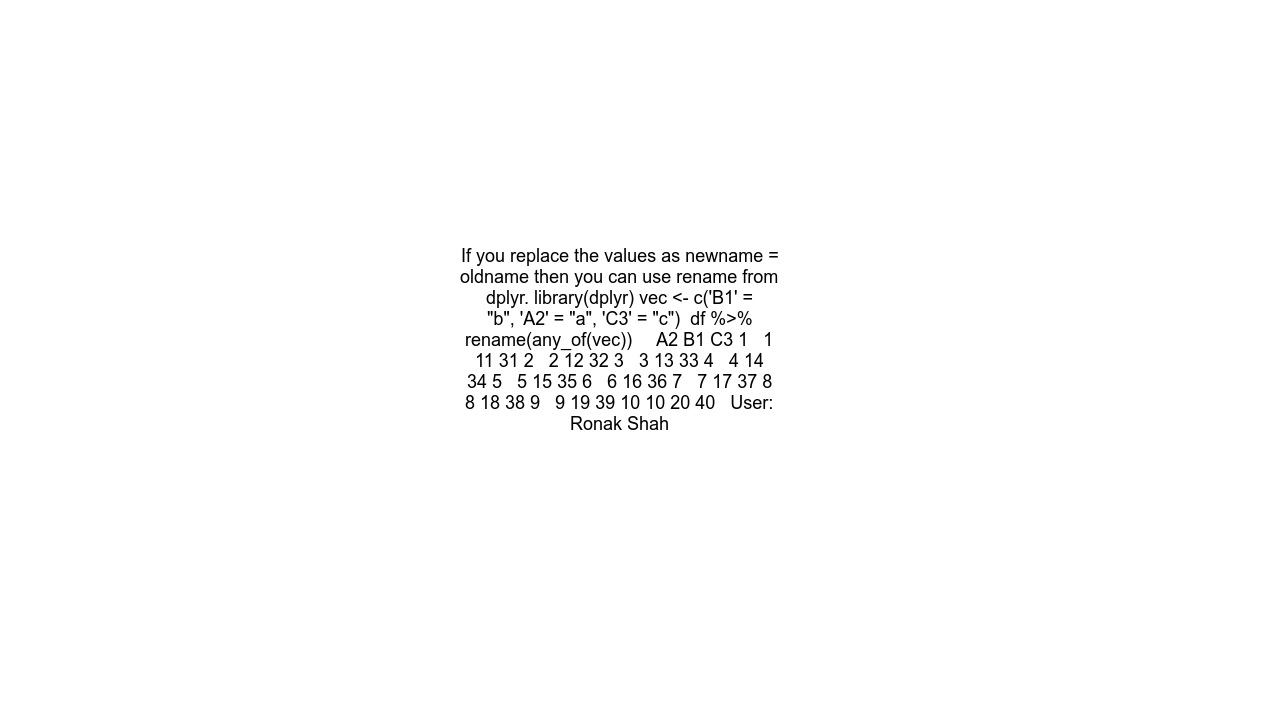 If you replace the values as newname =
oldname then you can use rename from
dplyr. library(dplyr) vec <- c('B1' =
"b", 'A2' = "a", 'C3' = "c")  df %>%
rename(any_of(vec))     A2 B1 C3 1   1
11 31 2   2 12 32 3   3 13 33 4   4 14
34 5   5 15 35 6   6 16 36 7   7 17 37 8
8 18 38 9   9 19 39 10 10 20 40   User:
Ronak Shah